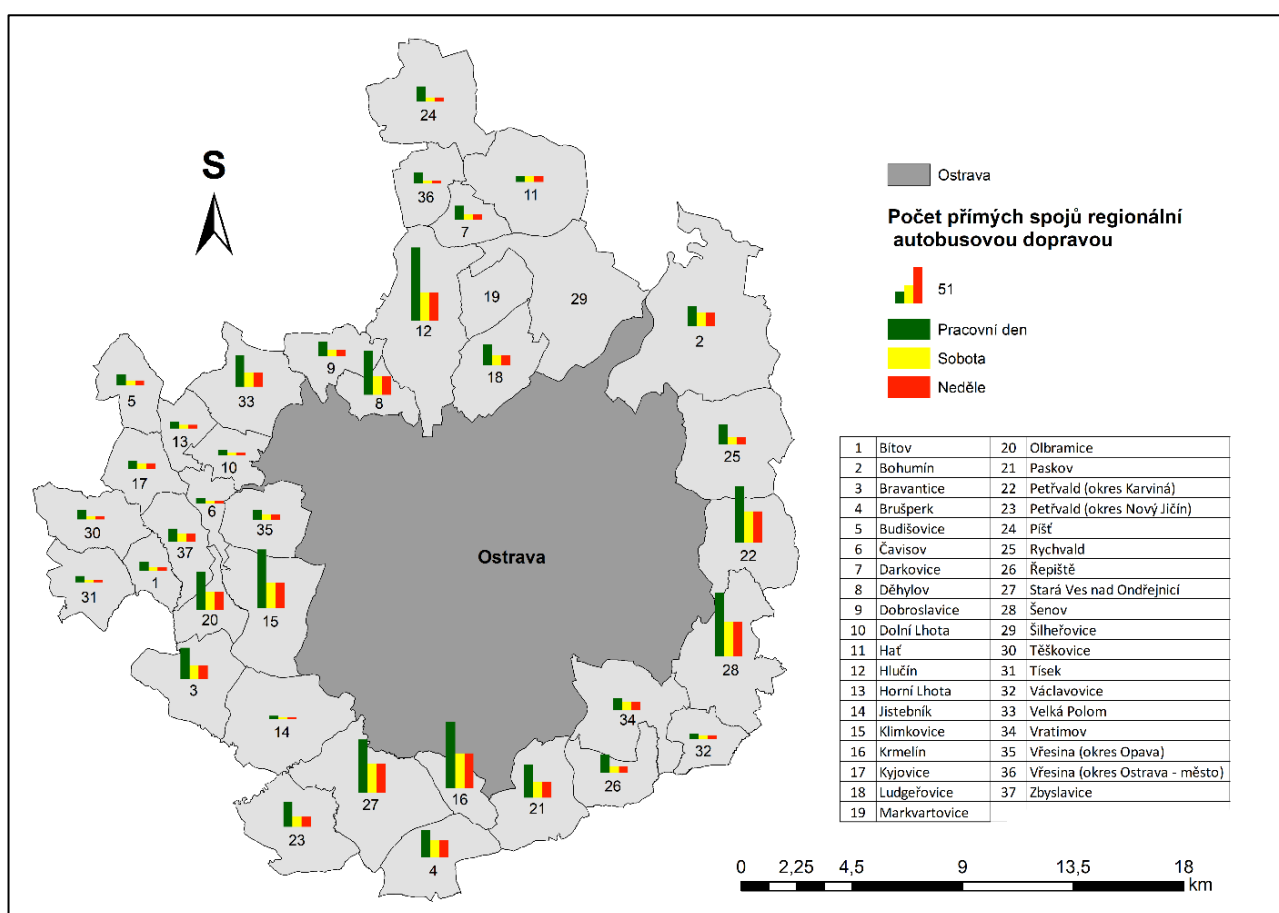 24
S
36
11
7
19
29
12
2
9
18
33
8
5
13
10
25
17
6
35
30
37
22
1
31
20
15
28
3
34
14
32
26
27
16
21
23
4
Ostrava
Ostrava
Počet přímých spojů regionální
autobusovou dopravou
51
Pracovní den
Sobota
Neděle
1 Bítov 20 Olbramice
2 Bohumín 21 Paskov
3 Bravantice 22 Petřvald (okres Karviná)
4 Brušperk 23 Petřvald (okres Nový Jičín)
5 Budišovice 24 Píšť
6 Čavisov 25 Rychvald
7 Darkovice 26 Řepiště
8 Děhylov 27 Stará Ves nad Ondřejnicí
9 Dobroslavice 28 Šenov
10 Dolní Lhota 29 Šilheřovice
11 Hať 30 Těškovice
12 Hlučín 31 Tísek
13 Horní Lhota 32 Václavovice
14 Jistebník 33 Velká Polom
15 Klimkovice 34 Vratimov
16 Krmelín 35 Vřesina (okres Opava)
17 Kyjovice 36 Vřesina (okres Ostrava - město)
18 Ludgeřovice 37 Zbyslavice
19 Markvartovice
0 2,25 4,5 9 13,5 18
km